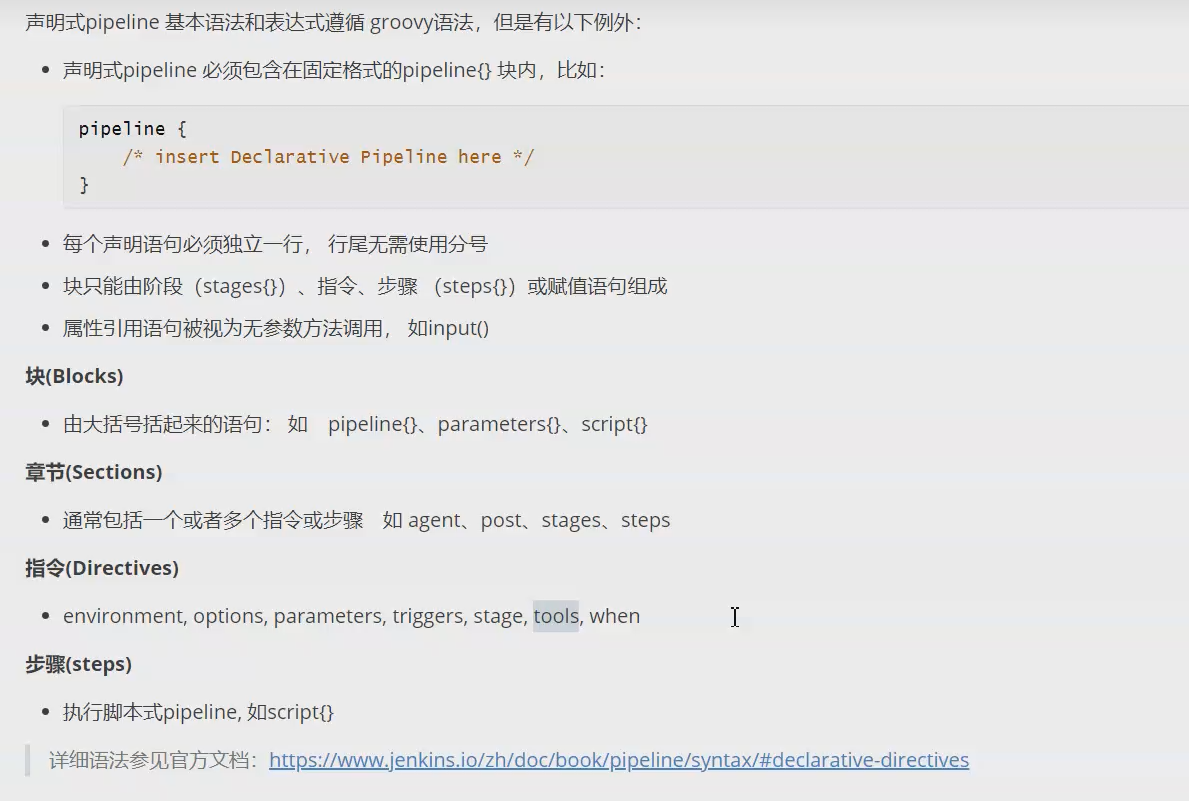 声明式pipeline 基本语法和表达式遵循 groovy语法，但是有以下例外：
• 声明式pipeline 必须包含在固定格式的pipeline{} 块内，比如：
pipeline {
    /* insert Declarative Pipeline here */
}
• 每个声明语句必须独立一行， 行尾无需使用分号
• 块只能由阶段（stages{}）、指令、步骤 （steps{}）或赋值语句组成
• 属性引用语句被视为无参数方法调用， 如input()
块(Blocks)
• 由大括号括起来的语句： 如 pipeline{}、parameters{}、script{}
章节(Sections)
• 通常包括一个或者多个指令或步骤 如 agent、post、stages、steps
指令(Directives)
• environment, options, parameters, triggers, stage, tools, when
步骤(steps)
• 执行脚本式pipeline, 如script{}
详细语法参见官方文档：https://www.jenkins.io/zh/doc/book/pipeline/syntax/#declarative-directives